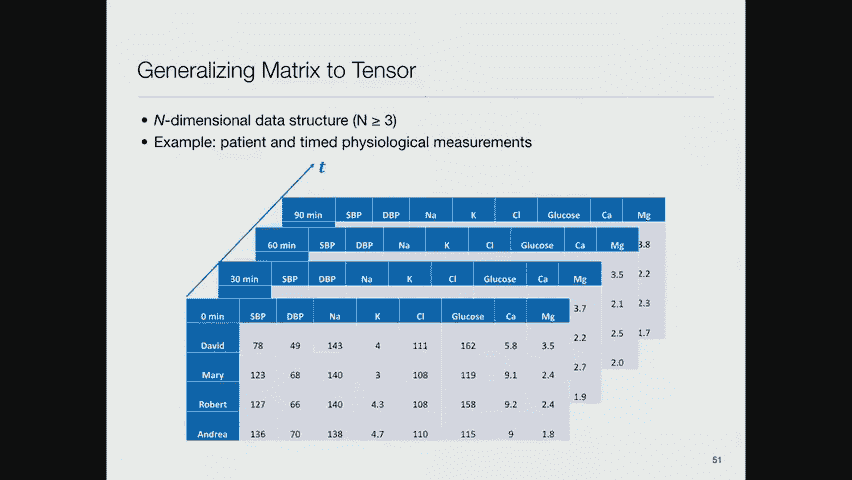 Generalizing Matrix to Tensor
• N-dimensional data structure (N ≥ 3)
• Example: patient and timed physiological measurements
t
90 min SBP DBP Na K Cl Glucose Ca Mg
60 min SBP DBP Na K Cl Glucose Ca Mg 3.8
30 min SBP DBP Na K Cl Glucose Ca Mg 3.5 2.2
0 min SBP DBP Na K Cl Glucose Ca Mg 3.7 2.1 2.3
David 78 49 143 4 111 162 5.8 3.5 2.2 2.5 1.7
Mary 123 68 140 3 108 119 9.1 2.4 2.7 2.0
Robert 127 66 140 4.3 108 158 9.2 2.4 1.9
Andrea 136 70 138 4.7 110 115 9 1.8
51